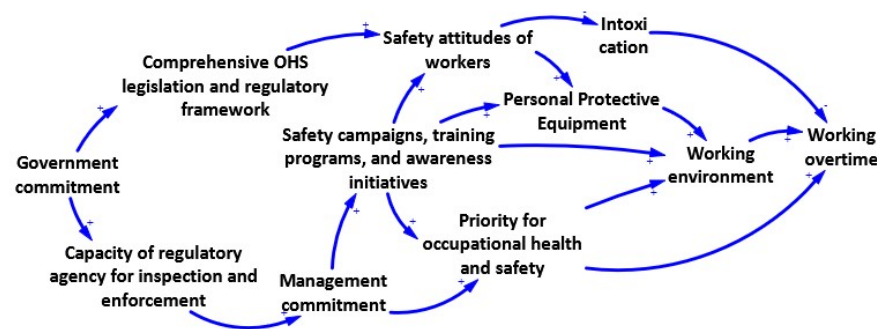 Intoxi
cation
Safety attitudes of
workers
Comprehensive OHS
legislation and regulatory
framework
Personal Protective
Equipment
Safety campaigns, training
programs, and awareness
initiatives
Working
environment
Working
overtime
Government
commitment
Priority for
occupational health
and safety
Capacity of regulatory
agency for inspection and
enforcement
Management
commitment